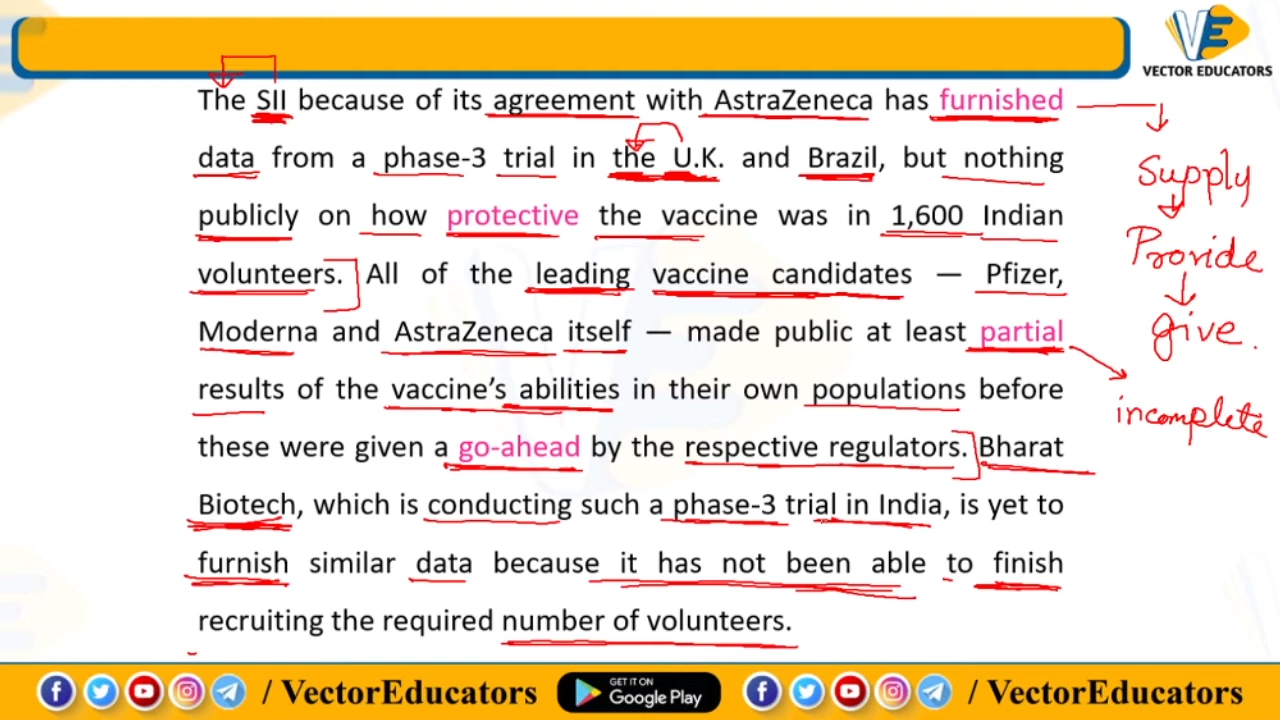 VECTOR EDUCATORS
The SII because of its agreement with AstraZeneca has furnished
data from a phase-3 trial in the U.K. and Brazil, but nothing
publicly on how protective the vaccine was in 1,600 Indian
volunteers. All of the leading vaccine candidates — Pfizer,
Moderna and AstraZeneca itself — made public at least partial
results of the vaccine's abilities in their own populations before
these were given a go-ahead by the respective regulators. Bharat
Biotech, which is conducting such a phase-3 trial in India, is yet to
furnish similar data because it has not been able to finish
recruiting the required number of volunteers.
Supply
Provide
give.
incomplete
/ VectorEducators
GET IT ON
Google Play
/ VectorEducators